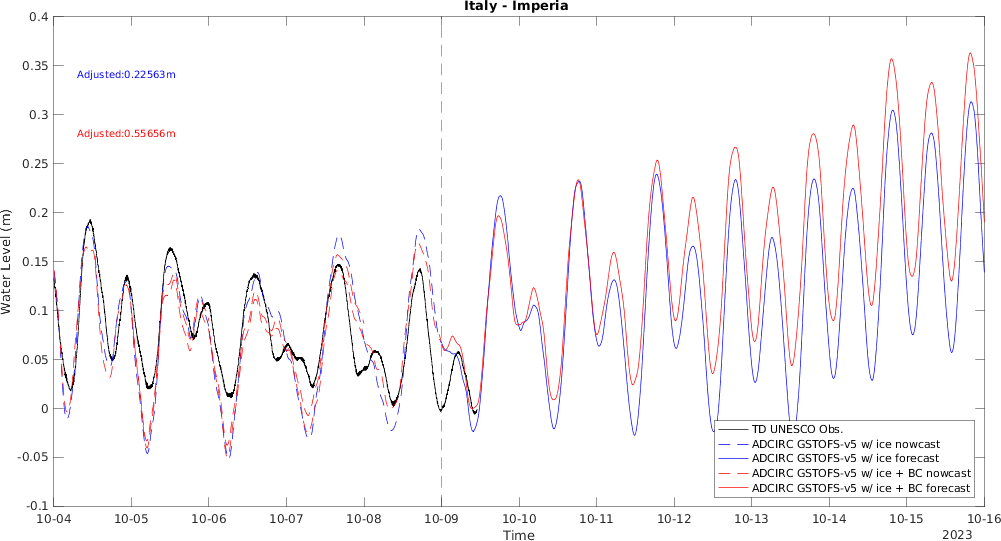 Italy - Imperia
10-04 10-05 10-06 10-07 10-08 10-09 10-10 10-11 10-12 10-13 10-14 10-15 10-16
2023
Time
Water Level (m)
0.4
0.35
0.3
0.25
0.2
0.15
0.1
0.05
0
-0.05
-0.1
Adjusted:0.22563m
Adjusted:0.55656m
TD UNESCO Obs.
ADCIRC GSTOFS-v5 w/ ice nowcast
ADCIRC GSTOFS-v5 w/ ice forecast
ADCIRC GSTOFS-v5 w/ ice + BC nowcast
ADCIRC GSTOFS-v5 w/ ice + BC forecast